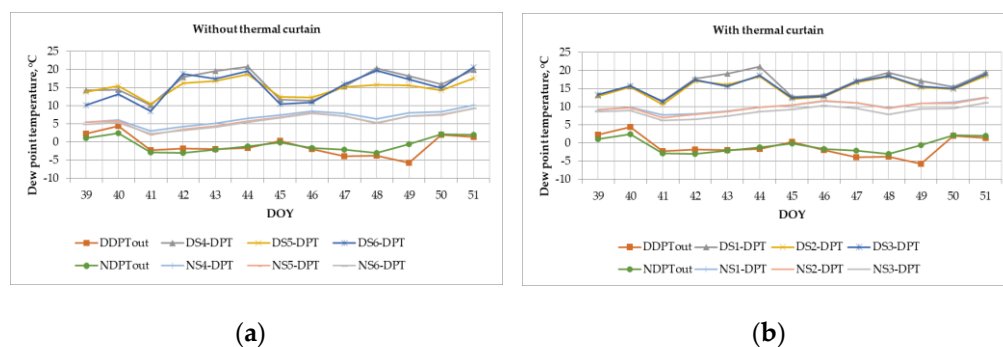 Without thermal curtain
Dew point temperature, °C
25
20
15
10
5
0
-5
-10
39 40 41 42 43 44 45 46 47 48 49 50 51
DOY
DDPTout DS4-DPT DS5-DPT DS6-DPT
NDPTout NS4-DPT NS5-DPT NS6-DPT
(a)
With thermal curtain
Dew point temperature, °C
25
20
15
10
5
0
-5
-10
39 40 41 42 43 44 45 46 47 48 49 50 51
DOY
DDPTout DS1-DPT DS2-DPT DS3-DPT
NDPTout NS1-DPT NS2-DPT NS3-DPT
(b)